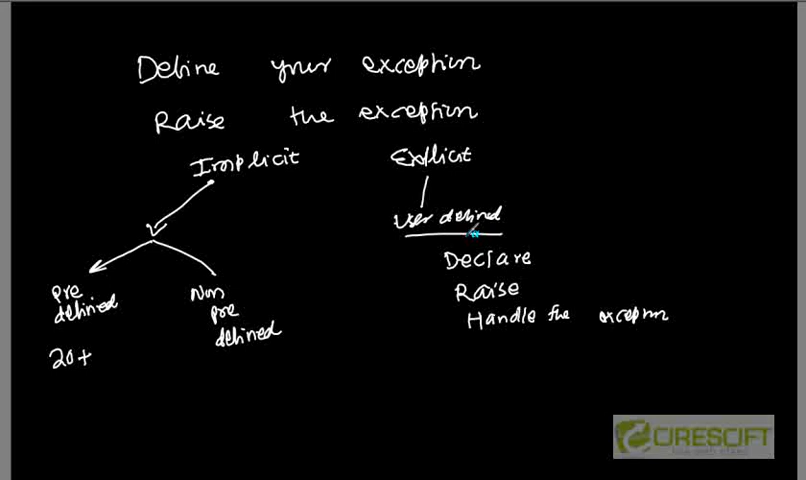 Define your exception
Raise the exception
Implicit Explicit
User defined
Declare
Raise
Handle the exception
Pre defined
Non pre defined
20+
CIRESCIFT